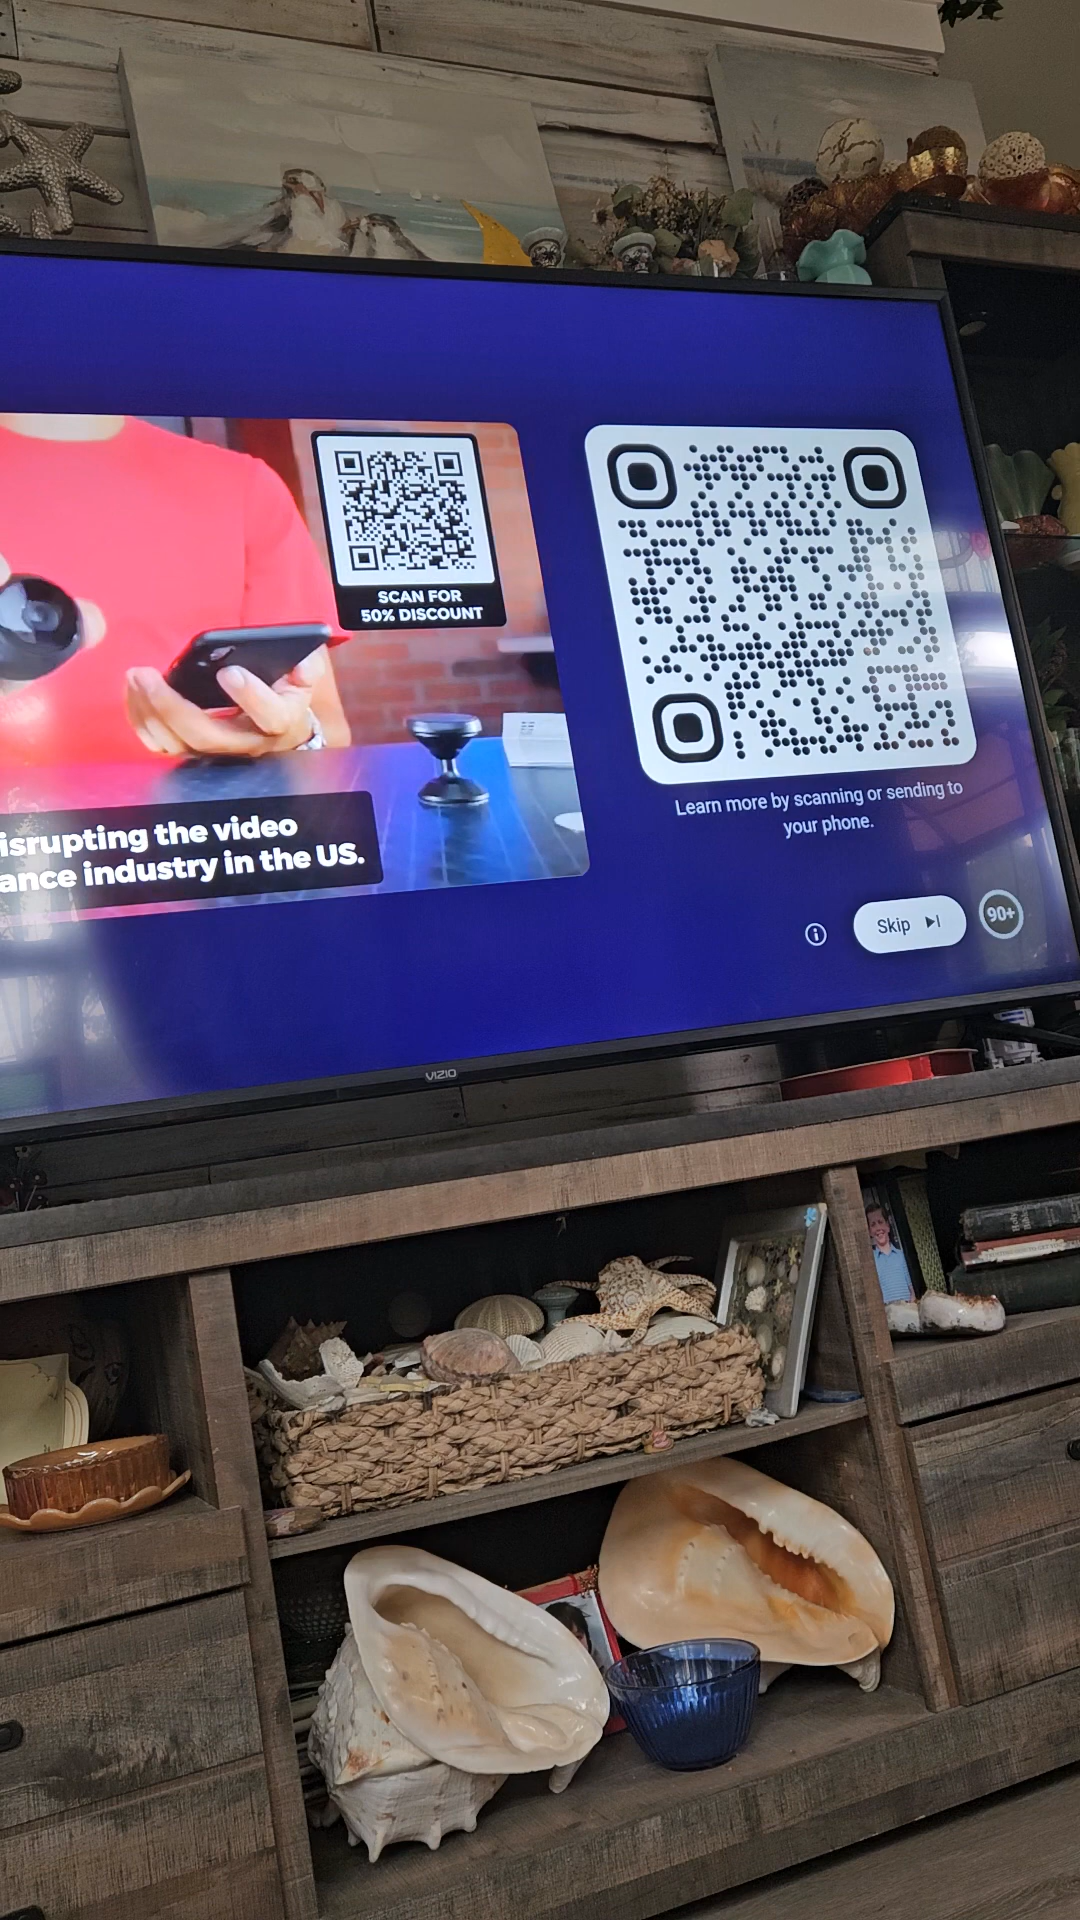 SCAN FOR
50% DISCOUNT
isrupting the video
ance industry in the US.
Learn more by scanning or sending to
your phone.
Skip
90+
VIZIO